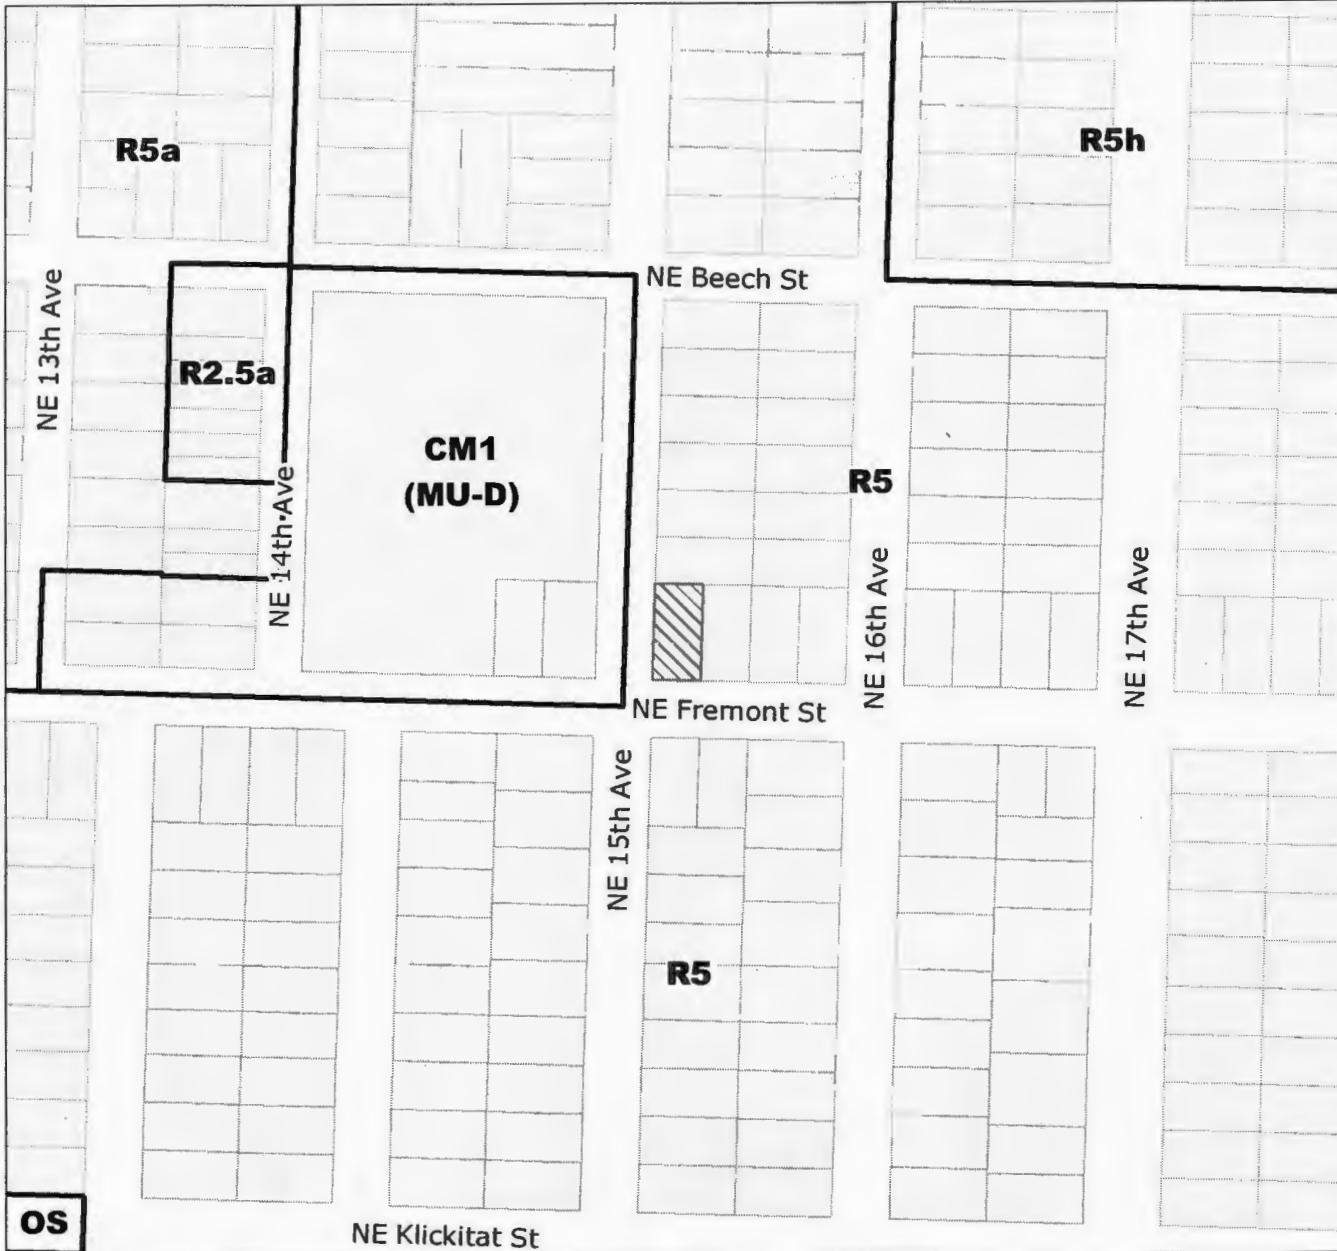 R5a
R5h
NE Beech St
NE 13th Ave
R2.5a
CM1
(MU-D)
R5
NE 14th Ave
NE 16th Ave
NE 17th Ave
NE Fremont St
NE 15th Ave
R5
OS
NE Klickitat St